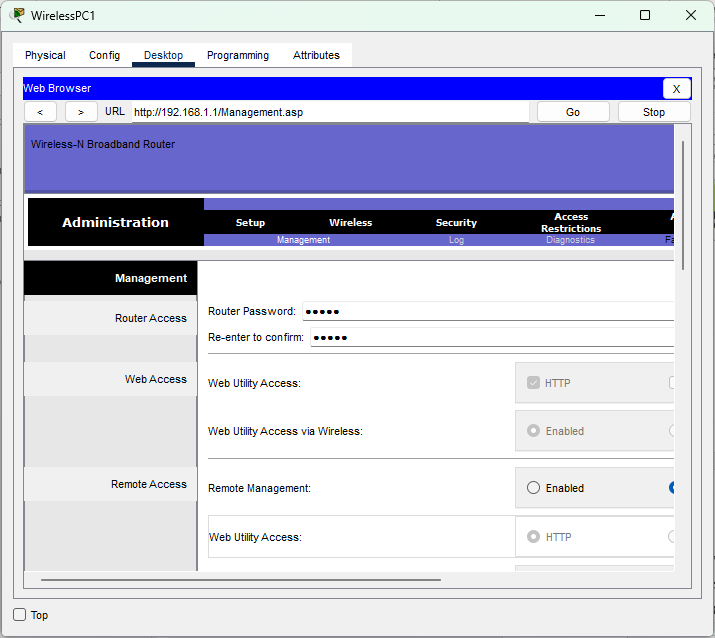 WirelessPC1
Physical Config Desktop Programming Attributes
Web Browser X
< > URL http://192.168.1.1/Management.asp Go Stop
Wireless-N Broadband Router
Administration Setup Wireless Security Access Restrictions
Management Log Diagnostics
Management
Router Access Router Password: •••••
Re-enter to confirm: •••••
Web Access Web Utility Access: HTTP
Web Utility Access via Wireless: Enabled
Remote Access Remote Management: Enabled
Web Utility Access: HTTP
Top